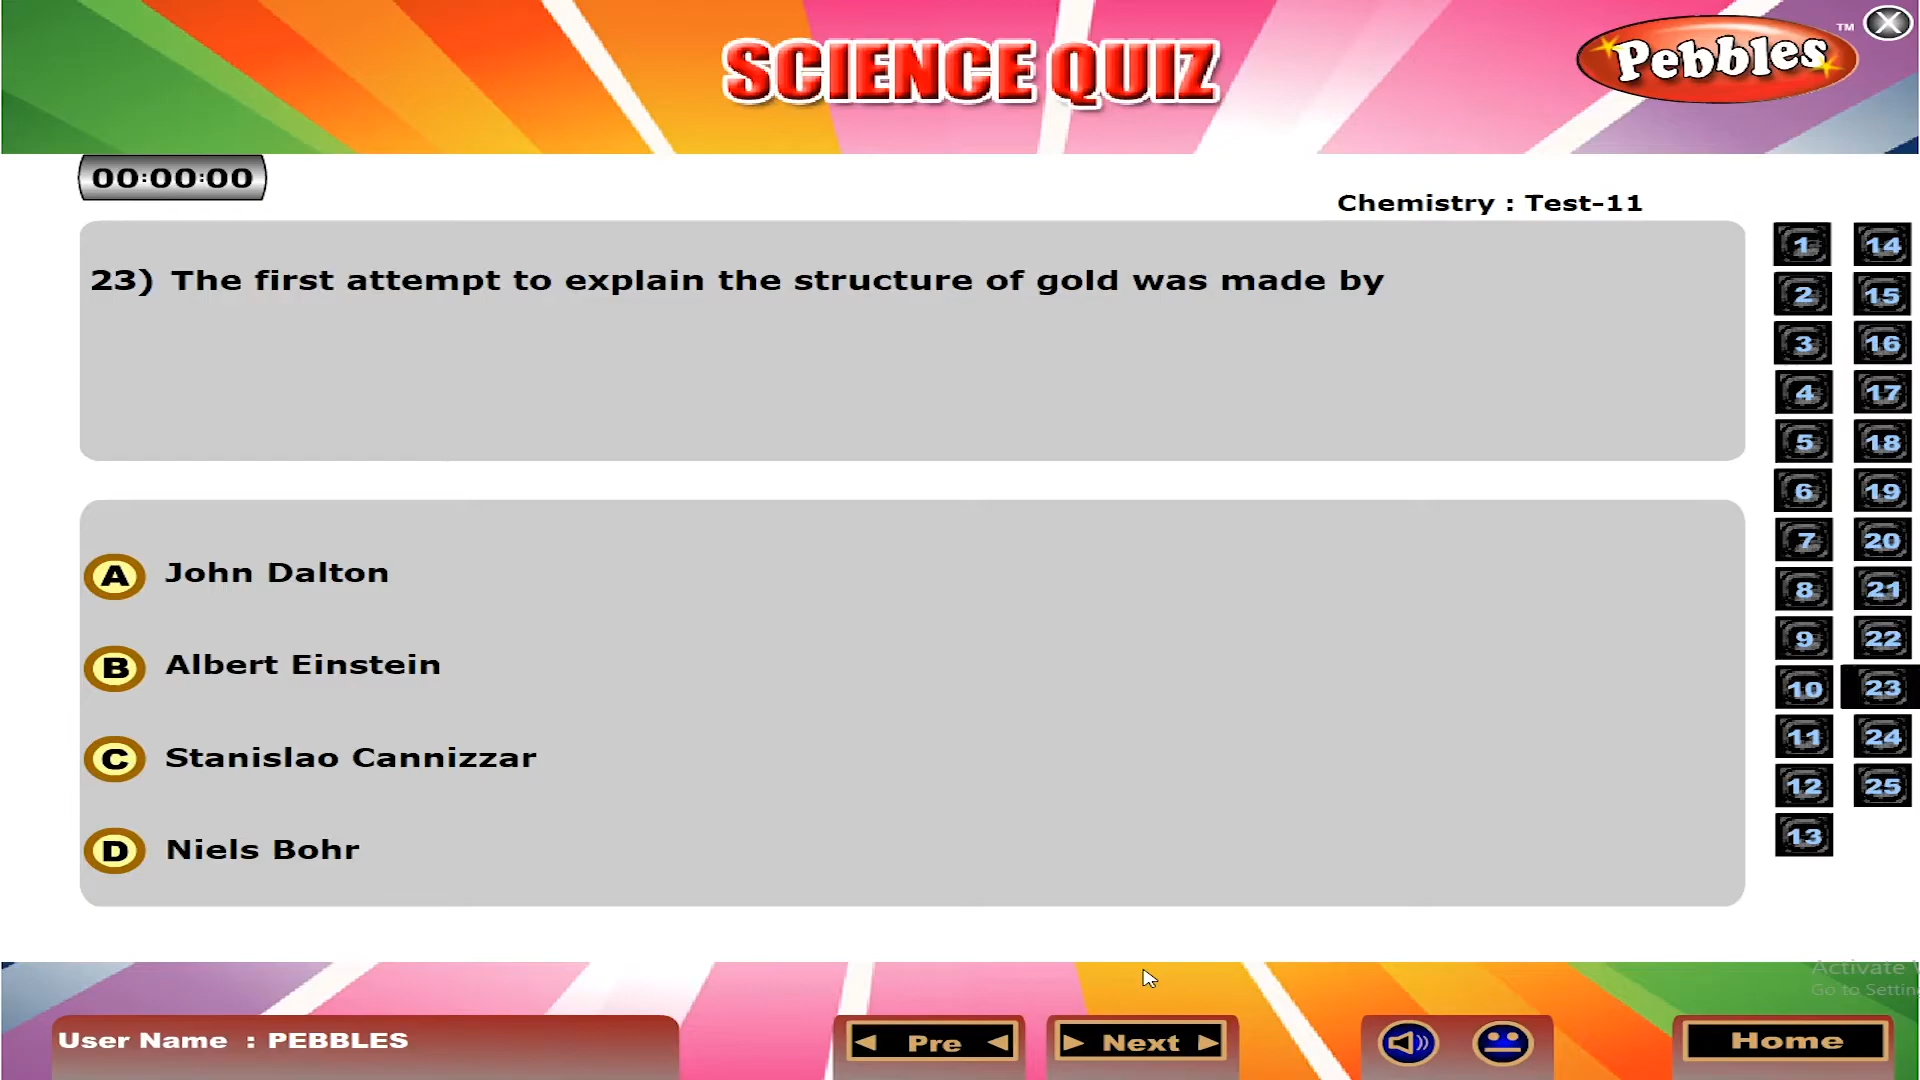 SCIENCE QUIZ
Pebbles™
00:00:00
Chemistry : Test-11
23) The first attempt to explain the structure of gold was made by
A John Dalton
B Albert Einstein
C Stanislao Cannizzar
D Niels Bohr
1 14
2 15
3 16
4 17
5 18
6 19
7 20
8 21
9 22
10 23
11 24
12 25
13
Activate
Go to Settin
User Name : PEBBLES
Pre
Next
Home